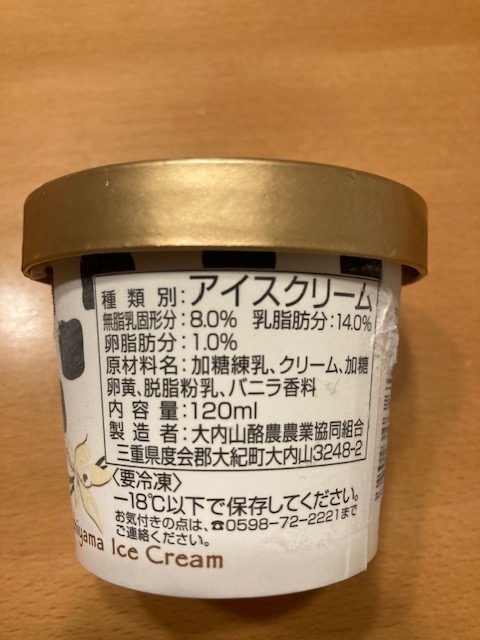 種類別：アイスクリーム
無脂乳固形分：8.0% 乳脂肪分：14.0%
卵脂肪分：1.0%
原材料名：加糖練乳、クリーム、加糖
卵黄、脱脂粉乳、バニラ香料
内容量：120ml
製造者：大内山酪農農業協同組合
三重県度会郡大紀町大内山3248-2
〈要冷凍〉
－18℃以下で保存してください。
お気付きの点は、☎0598-72-2221まで
ご連絡ください。
Ice Cream